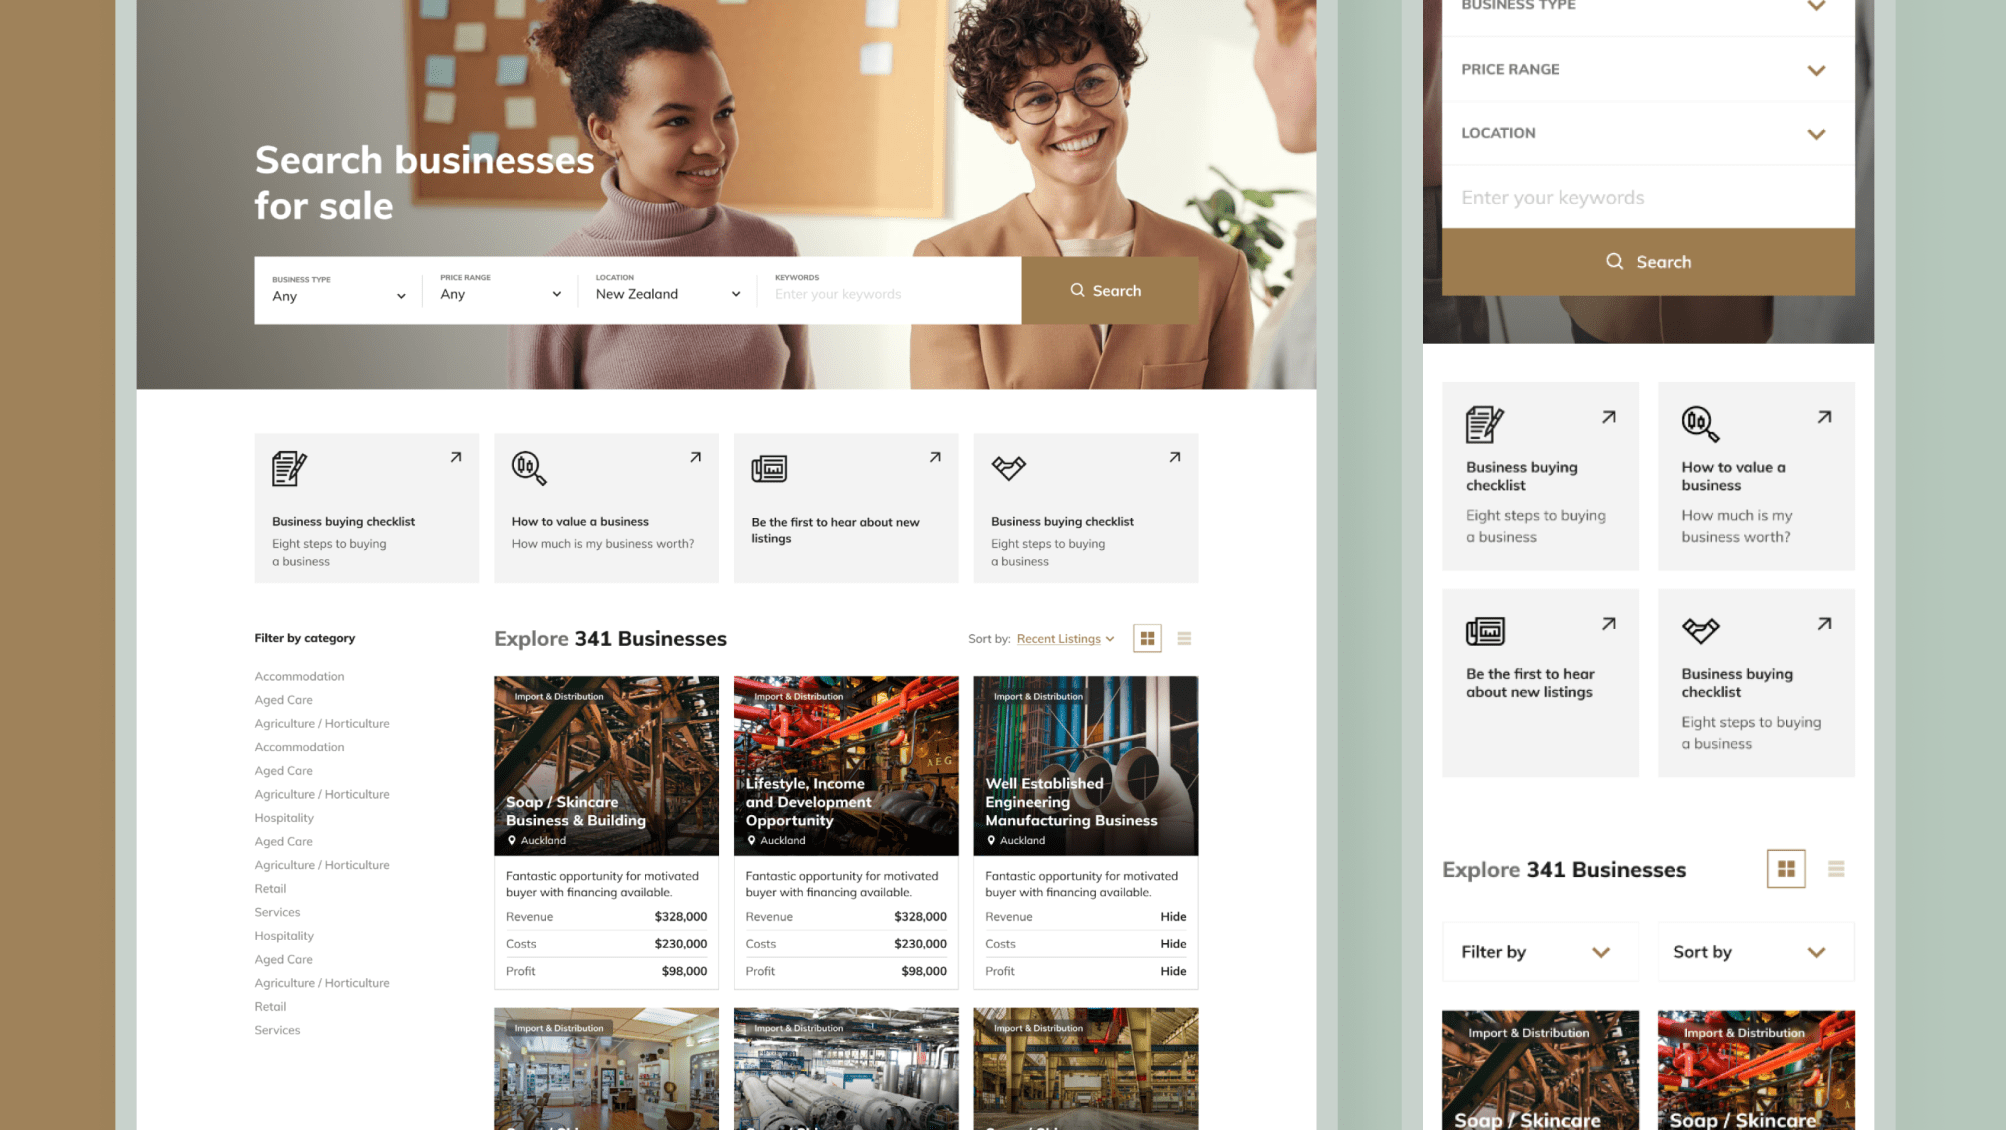 Search businesses
for sale
BUSINESS TYPE
Any
PRICE RANGE
Any
LOCATION
New Zealand
KEYWORDS
Enter your keywords
Search
Business buying checklist
Eight steps to buying
a business
How to value a business
How much is my business worth?
Be the first to hear about new
listings
Business buying checklist
Eight steps to buying
a business
Filter by category
Accommodation
Aged Care
Agriculture / Horticulture
Accommodation
Aged Care
Agriculture / Horticulture
Hospitality
Aged Care
Agriculture / Horticulture
Retail
Services
Hospitality
Aged Care
Agriculture / Horticulture
Retail
Services
Explore 341 Businesses
Sort by: Recent Listings
Import & Distribution
Soap / Skincare
Business & Building
Auckland
Fantastic opportunity for motivated
buyer with financing available.
Revenue $328,000
Costs $230,000
Profit $98,000
Import & Distribution
AEG
Lifestyle, Income
and Development
Opportunity
Auckland
Fantastic opportunity for motivated
buyer with financing available.
Revenue $328,000
Costs $230,000
Profit $98,000
Import & Distribution
Well Established
Engineering
Manufacturing Business
Auckland
Fantastic opportunity for motivated
buyer with financing available.
Revenue Hide
Costs Hide
Profit Hide
Import & Distribution
Import & Distribution
Import & Distribution
BUSINESS TYPE
PRICE RANGE
LOCATION
Enter your keywords
Search
Business buying
checklist
Eight steps to buying
a business
How to value a
business
How much is my
business worth?
Be the first to hear
about new listings
Business buying
checklist
Eight steps to buying
a business
Explore 341 Businesses
Filter by
Sort by
Import & Distribution
Soap / Skincare
Import & Distribution
Soap / Skincare